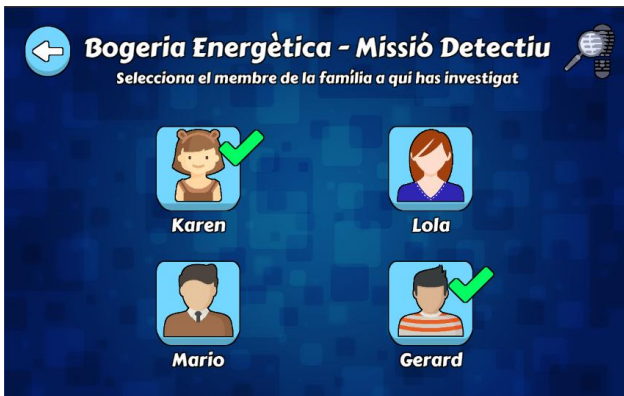 Bogeria Energètica - Missió Detectiu
Selecciona el membre de la família a qui has investigat
Karen
Lola
Mario
Gerard